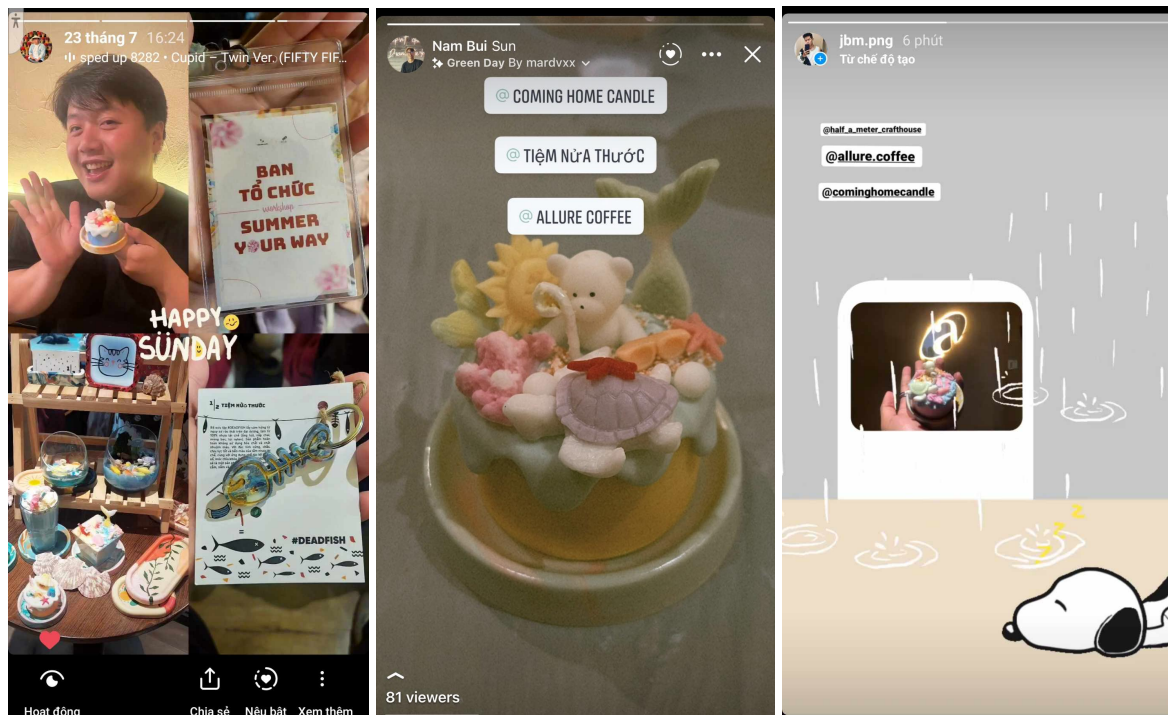 23 tháng 7 16:24
sped up 8282 • Cupid – Twin Ver. (FIFTY FIF...
BAN
TỔ CHỨC
workshop
SUMMER
YOUR WAY
HAPPY
SÜNDAY
1/2 TIỆM NỬA THƯỚC
#DEADFISH
Hoạt động
Chia sẻ
Nêu bật
Xem thêm
Nam Bui Sun
Green Day By mardvxx
@COMING HOME CANDLE
@TIỆM NỬA THƯỚC
@ALLURE COFFEE
81 viewers
jbm.png 6 phút
Từ chế độ tạo
@half_a_meter_crafthouse
@allure.coffee
@cominghomecandle
a
z
z
z